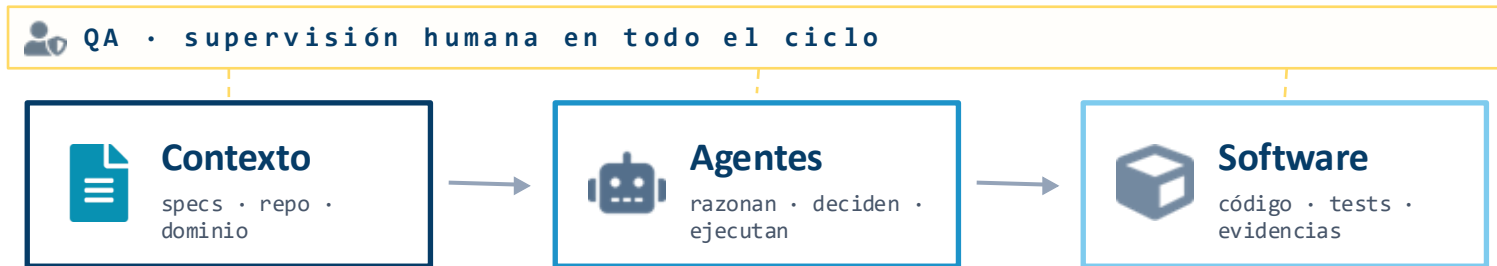 QA · supervisión humana en todo el ciclo
Contexto
specs · repo ·
dominio
Agentes
razonan · deciden ·
ejecutan
Software
código · tests ·
evidencias